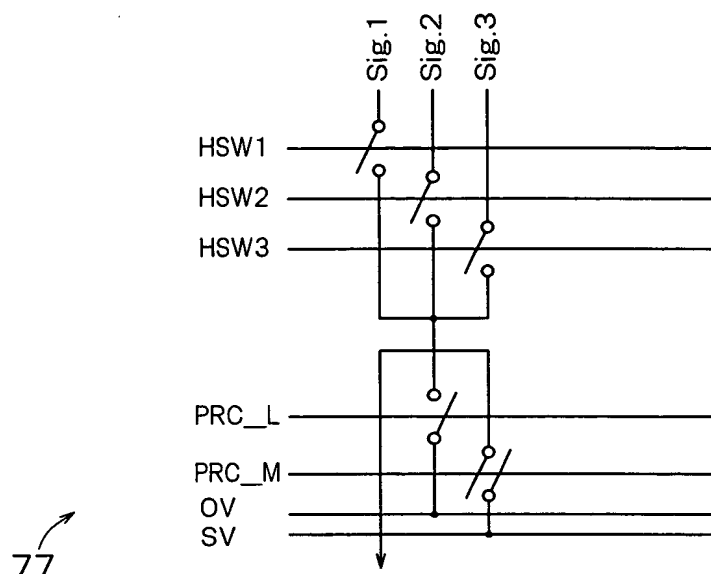 Sig.1
Sig.2
Sig.3
HSW1
HSW2
HSW3
PRC_L
PRC_M
OV
SV
77